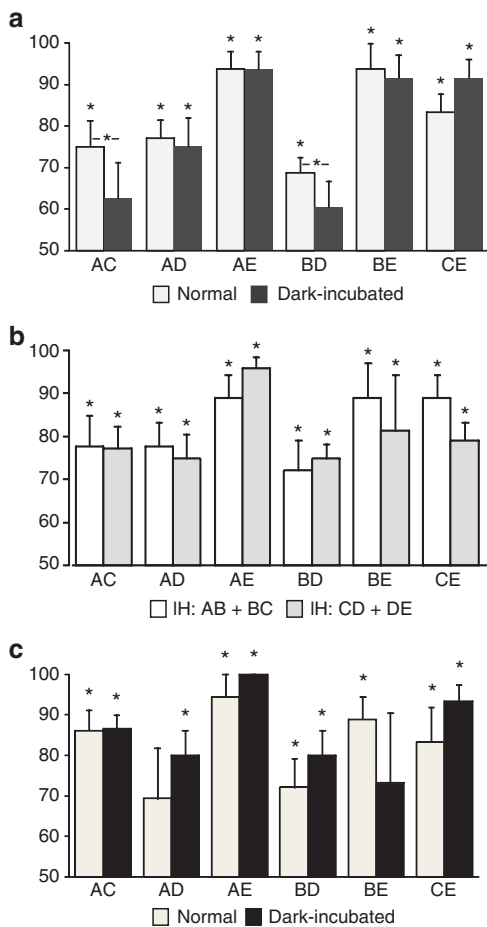 a
100
* * * * * * * * *
90
* * –*–
80
–*–
70
60
50
AC AD AE BD BE CE
Normal Dark-incubated
b
100
* * * * * * * * * * * *
90
80
70
60
50
AC AD AE BD BE CE
IH: AB + BC IH: CD + DE
c
100
* * * * * * * * * *
90
80
70
60
50
AC AD AE BD BE CE
Normal Dark-incubated